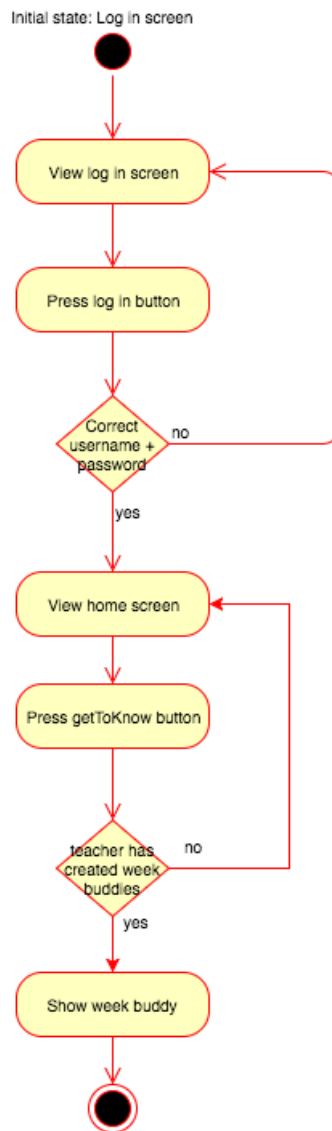 Initial state: Log in screen
View log in screen
Press log in button
Correct
username +
password
no
yes
View home screen
Press getToKnow button
teacher has
created week
buddies
no
yes
Show week buddy